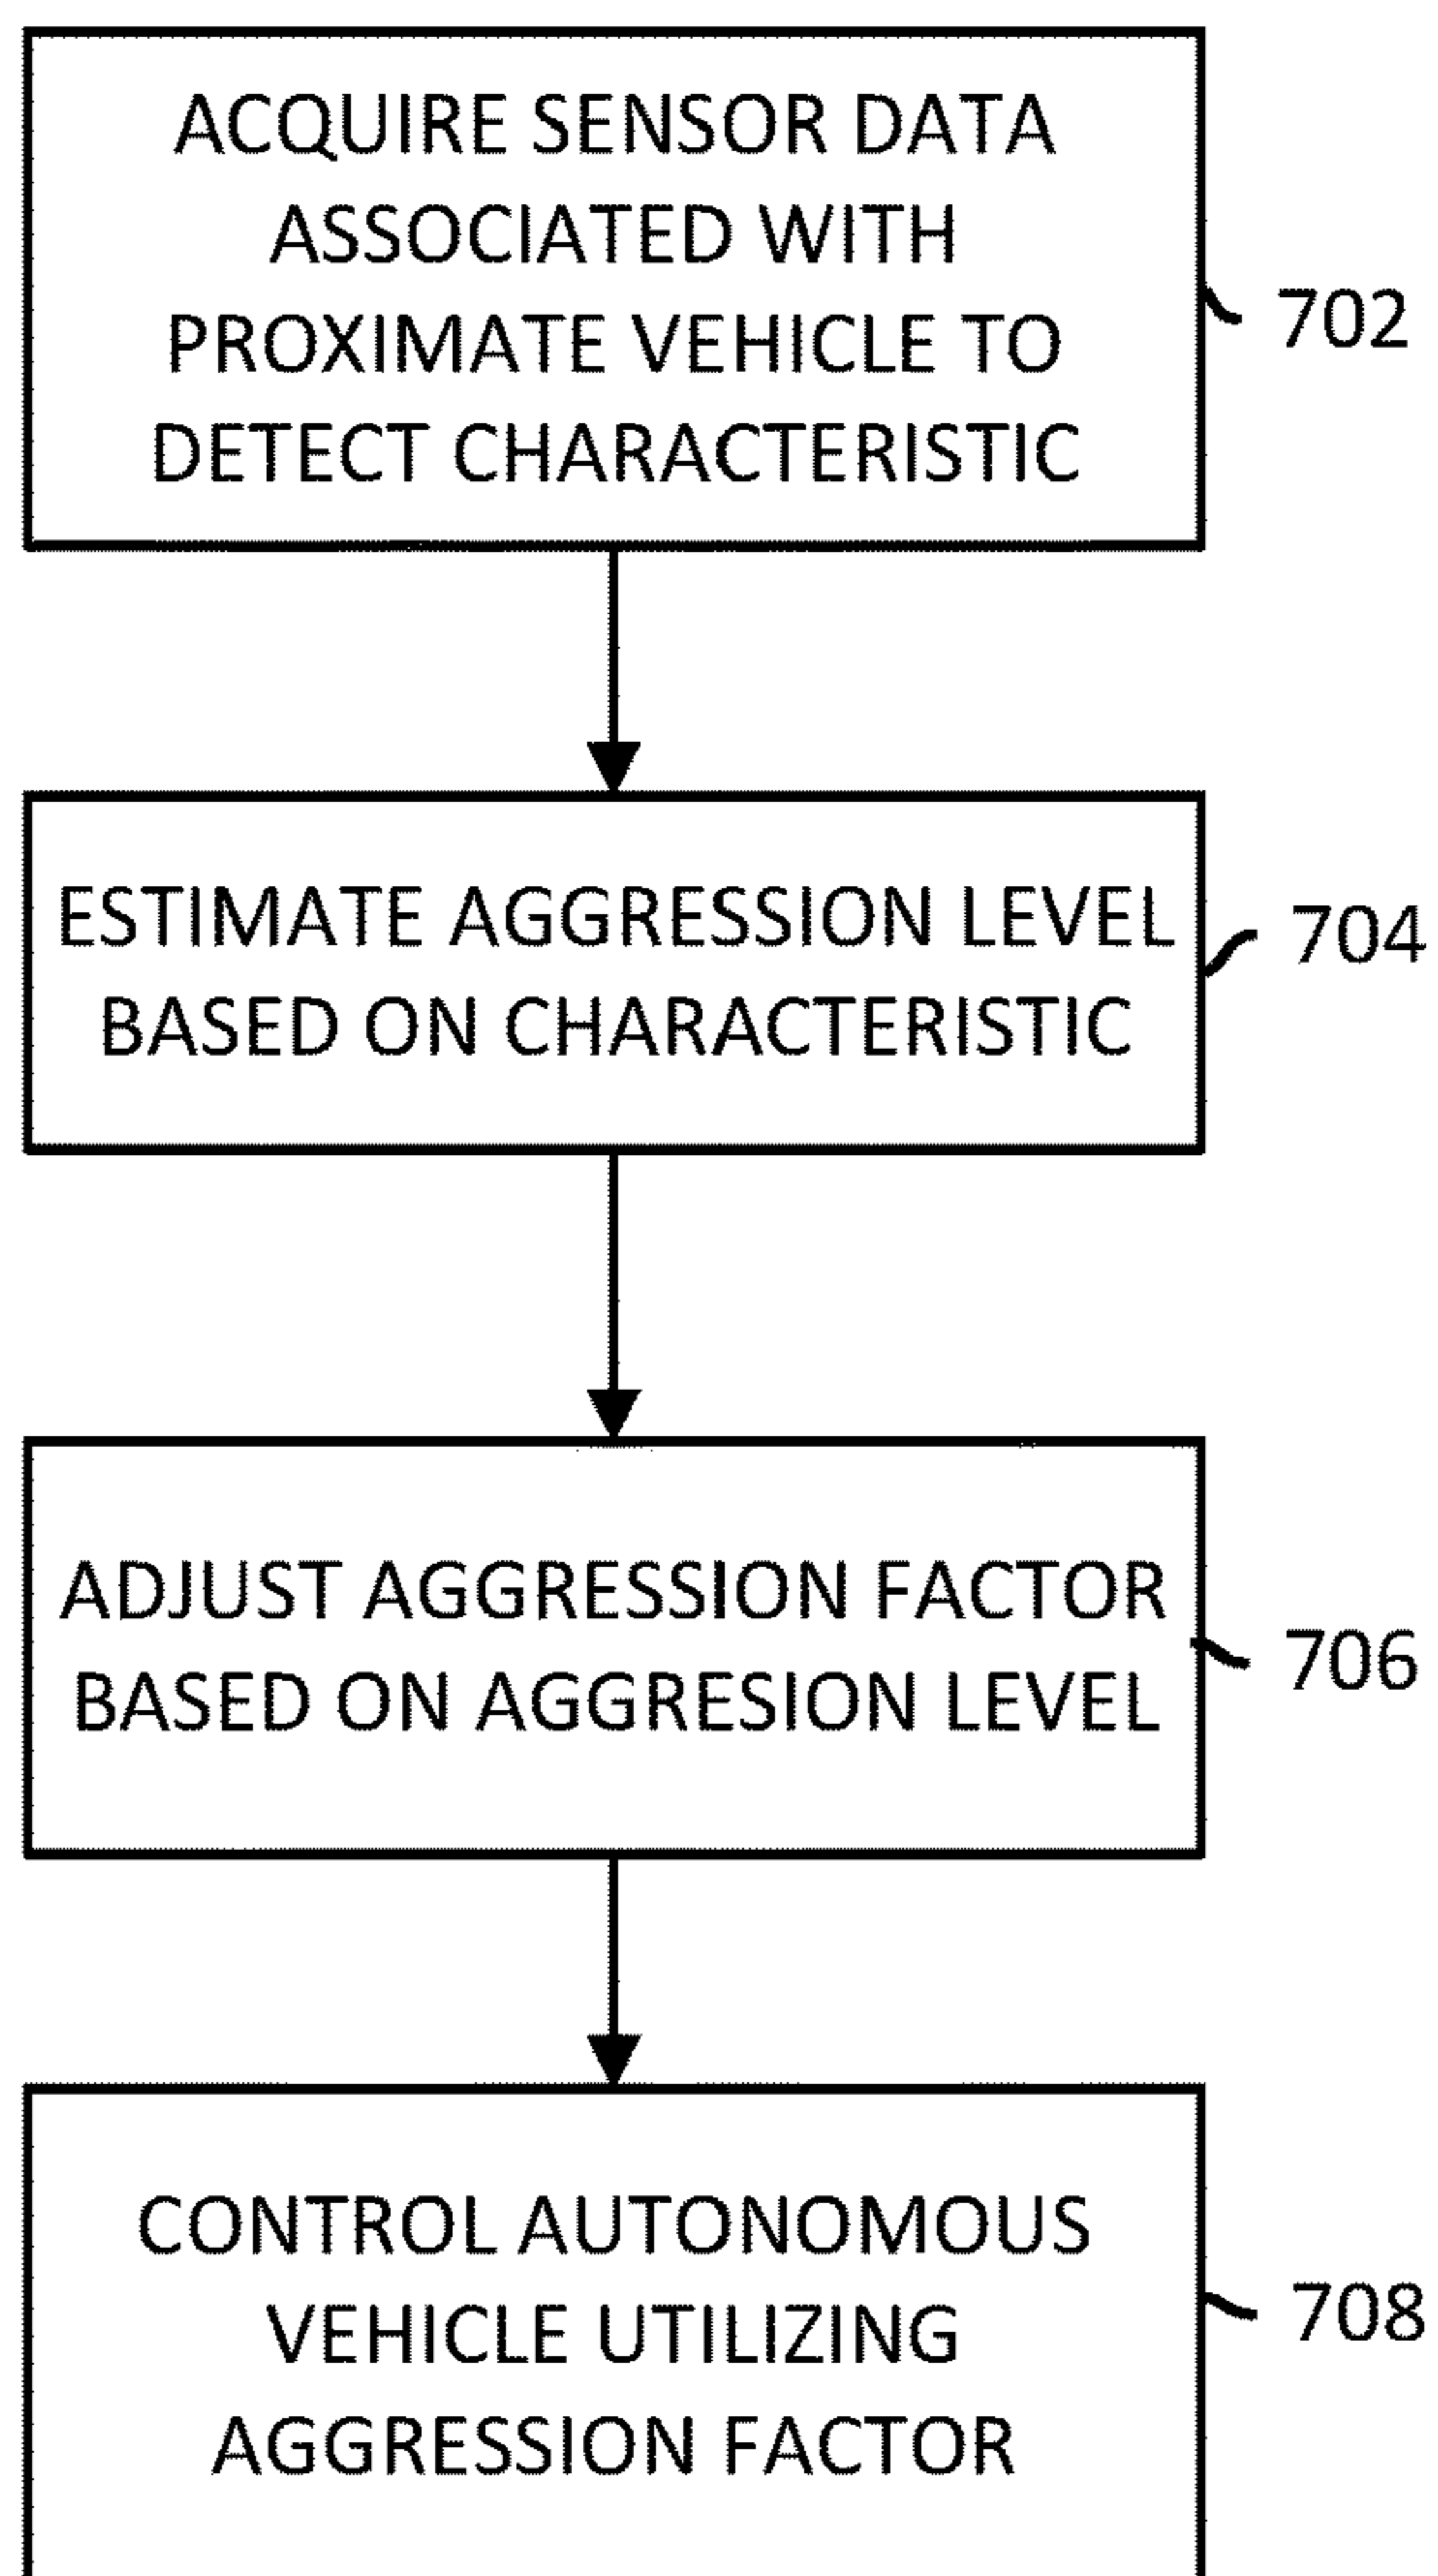 ACQUIRE SENSOR DATA
ASSOCIATED WITH
PROXIMATE VEHICLE TO
DETECT CHARACTERISTIC
702
ESTIMATE AGGRESSION LEVEL
BASED ON CHARACTERISTIC
704
ADJUST AGGRESSION FACTOR
BASED ON AGGRESION LEVEL
706
CONTROL AUTONOMOUS
VEHICLE UTILIZING
AGGRESSION FACTOR
708